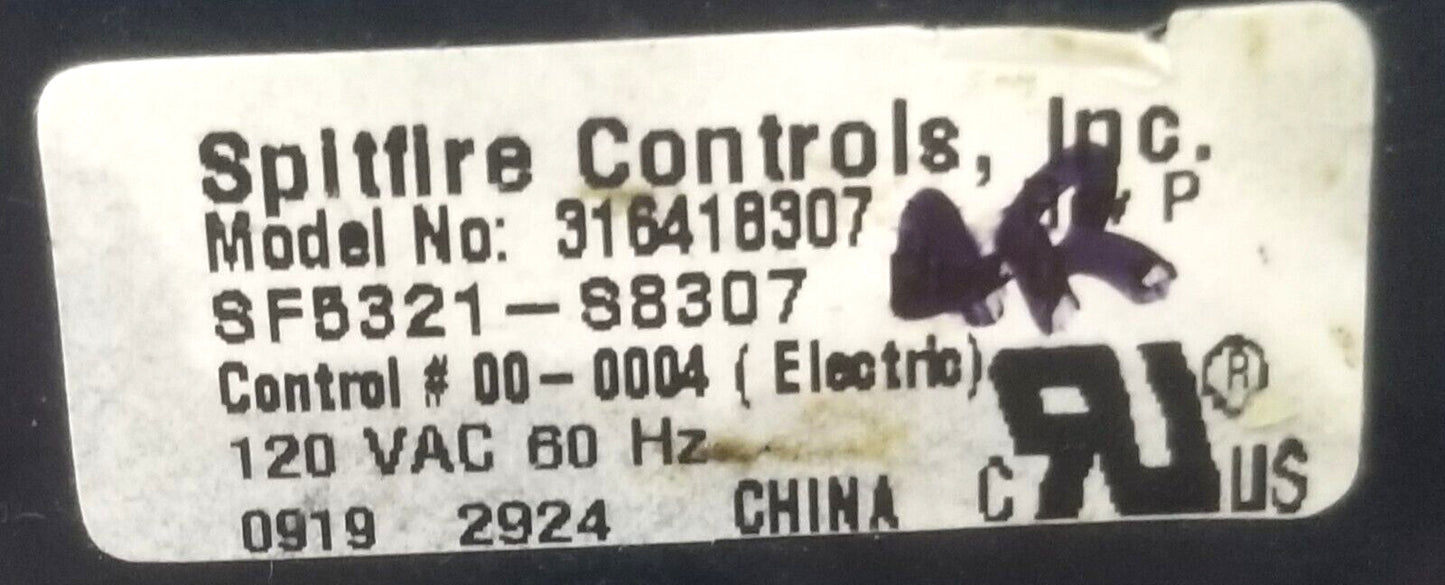 Spitfire Controls, Inc.
Model No: 316418307 P
SF5321-S8307
Control # 00-0004 ( Electric)
120 VAC 60 Hz
0919 2924 CHINA C RU US ®